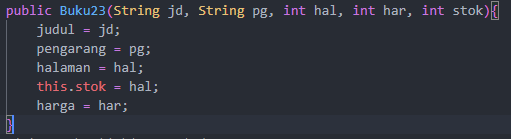 public Buku23(String jd, String pg, int hal, int har, int stok){
judul = jd;
pengarang = pg;
halaman = hal;
this.stok = hal;
harga = har;
}